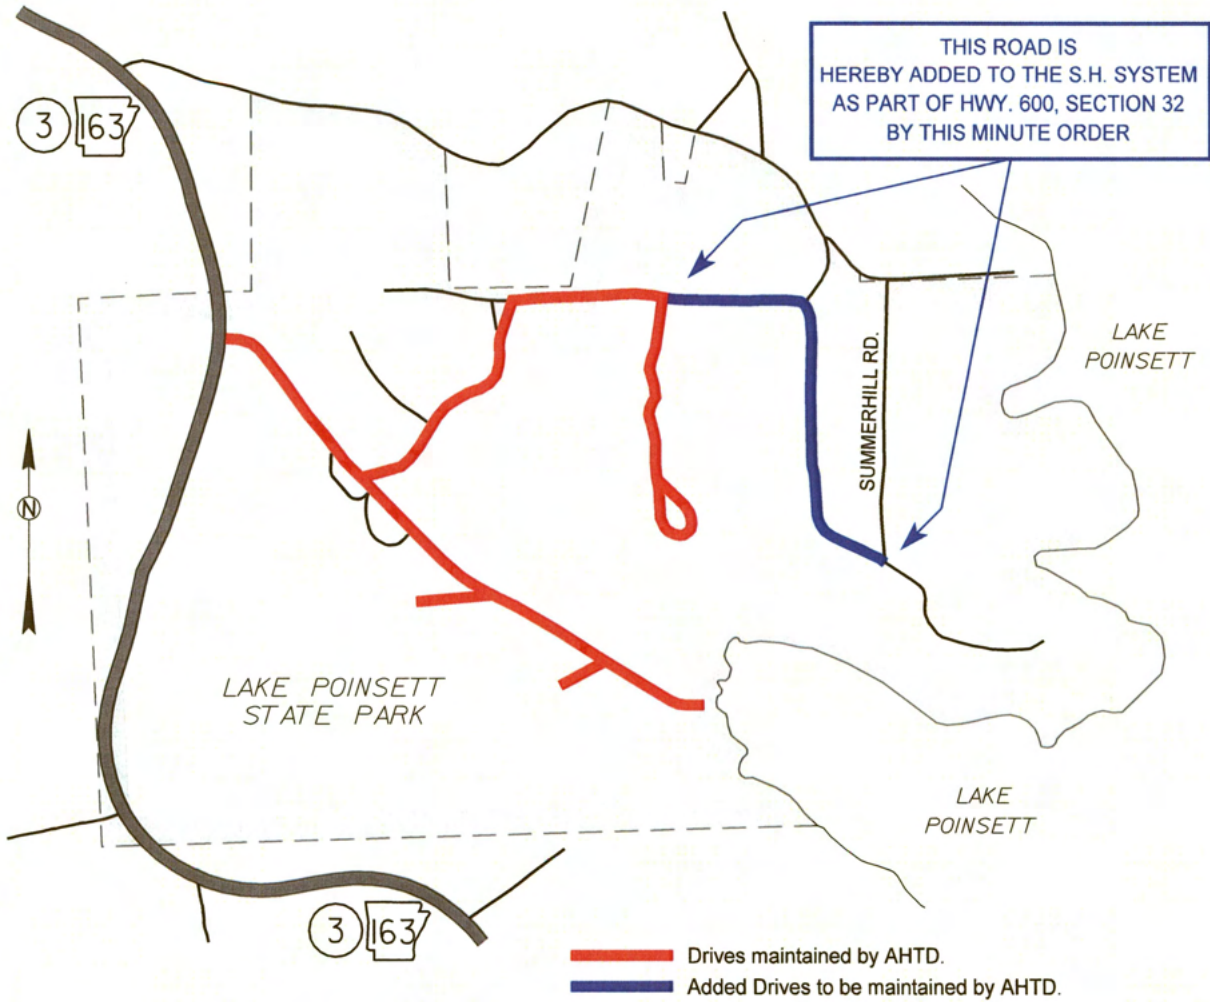 THIS ROAD IS
HEREBY ADDED TO THE S.H. SYSTEM
AS PART OF HWY. 600, SECTION 32
BY THIS MINUTE ORDER
3 163
LAKE
POINSETT
SUMMERHILL RD.
N
LAKE POINSETT
STATE PARK
LAKE
POINSETT
3 163
Drives maintained by AHTD.
Added Drives to be maintained by AHTD.